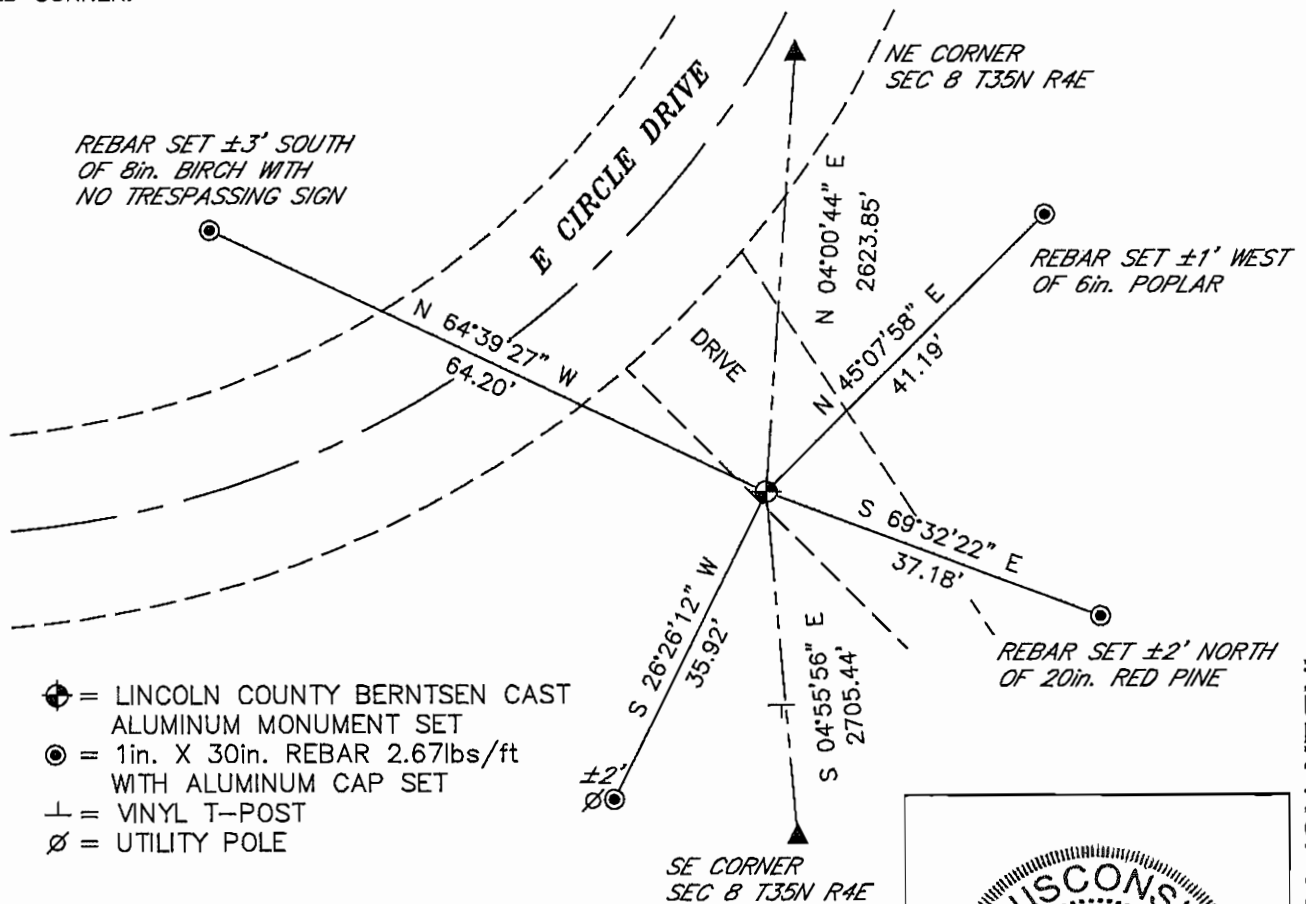 CORNER.
NE CORNER
SEC 8 T35N R4E
E CIRCLE DRIVE
REBAR SET ±3' SOUTH
OF 8in. BIRCH WITH
NO TRESPASSING SIGN
N 04°00'44" E
2623.85'
REBAR SET ±1' WEST
OF 6in. POPLAR
N 64°39'27" W
64.20'
DRIVE
N 45°07'58" E
41.19'
S 69°32'22" E
37.18'
S 26°26'12" W
35.92'
S 04°55'56" E
2705.44'
REBAR SET ±2' NORTH
OF 20in. RED PINE
= LINCOLN COUNTY BERNTSEN CAST
ALUMINUM MONUMENT SET
= 1in. X 30in. REBAR 2.67lbs/ft
WITH ALUMINUM CAP SET
= VINYL T-POST
Ø = UTILITY POLE
±2'
Ø
SE CORNER
SEC 8 T35N R4E